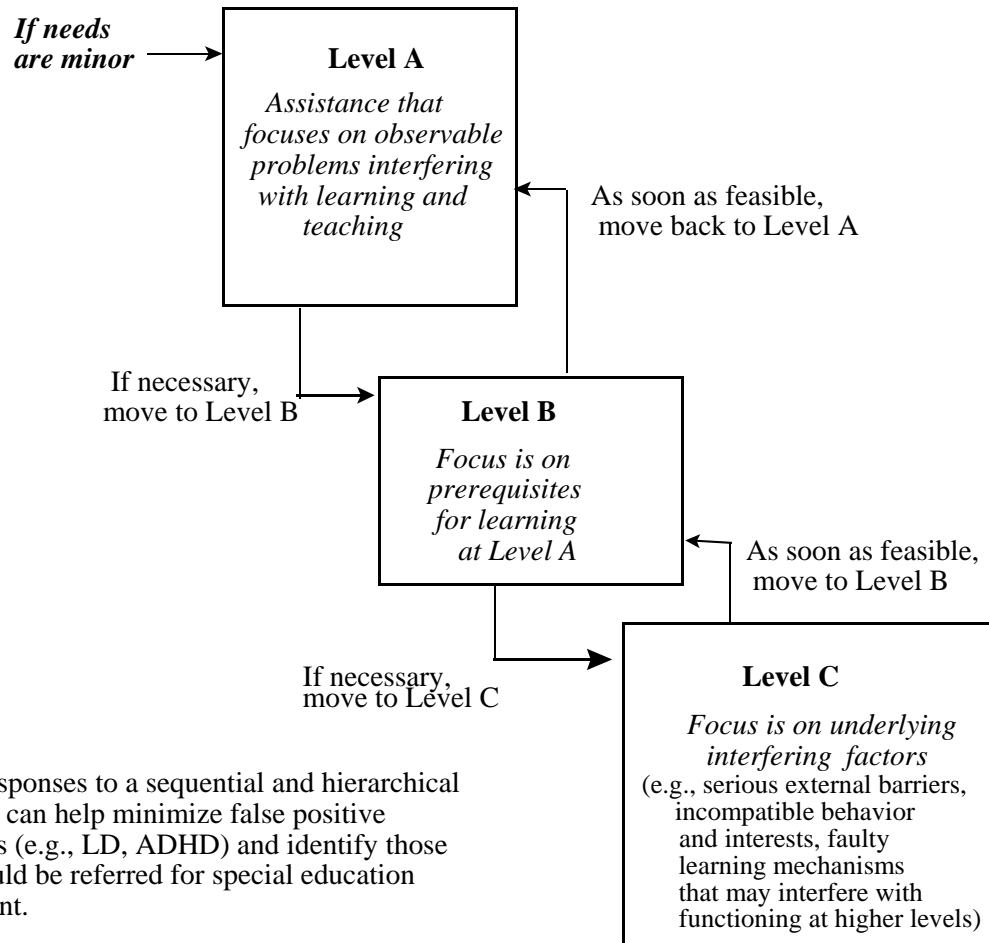 If needs
are minor
Level A
Assistance that
focuses on observable
problems interfering
with learning and
teaching
As soon as feasible,
move back to Level A
If necessary,
move to Level B
Level B
Focus is on
prerequisites
for learning
at Level A
As soon as feasible,
move to Level B
If necessary,
move to Level C
Level C
Focus is on underlying
interfering factors
(e.g., serious external barriers,
incompatible behavior
and interests, faulty
learning mechanisms
that may interfere with
functioning at higher levels)
sponses to a sequential and hierarchical
can help minimize false positive
s (e.g., LD, ADHD) and identify those
uld be referred for special education
nt.